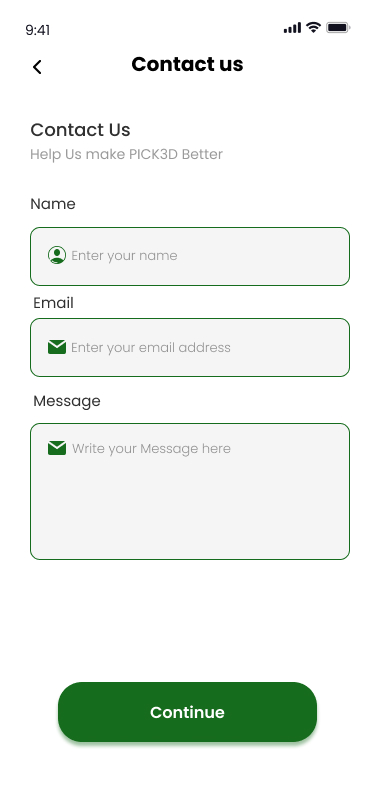 9:41
Contact us
Contact Us
Help Us make PICK3D Better
Name
Enter your name
Email
Enter your email address
Message
Write your Message here
Continue